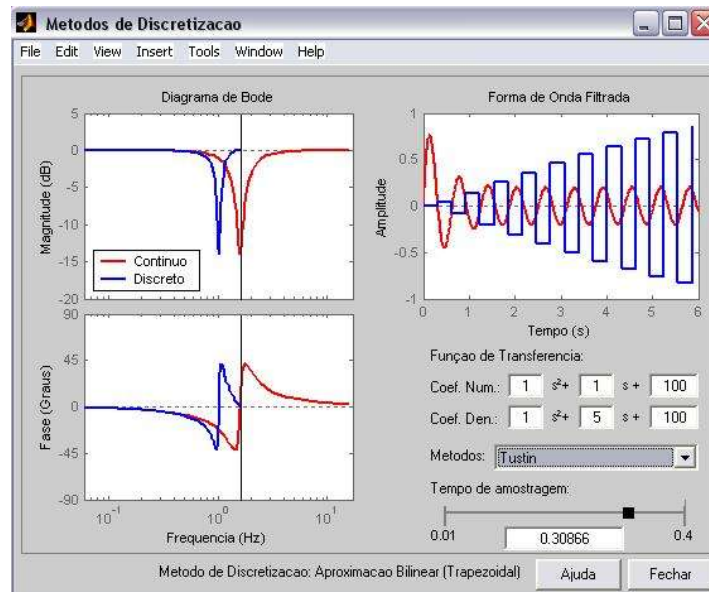 Metodos de Discretizacao
File Edit View Insert Tools Window Help
Diagrama de Bode
5
0
-5
-10
-15
-20
Magnitude (dB)
Continuo
Discreto
90
45
0
-45
-90
Fase (Graus)
10^-1 10^0 10^1
Frequencia (Hz)
Forma de Onda Filtrada
1
0.5
0
-0.5
-1
Amplitude
0 1 2 3 4 5 6
Tempo (s)
Funçao de Transferencia:
Coef. Num.: 1 s²+ 1 s + 100
Coef. Den.: 1 s²+ 5 s + 100
Metodos: Tustin
Tempo de amostragem:
0.01 0.30866 0.4
Metodo de Discretizacao: Aproximacao Bilinear (Trapezoidal) Ajuda Fechar